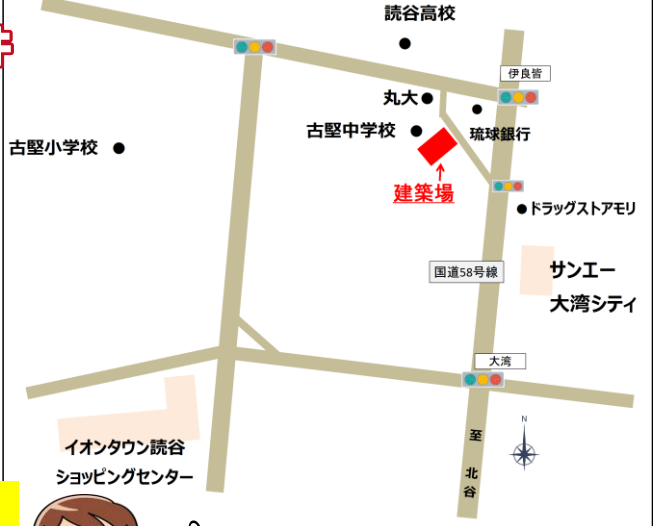 読谷高校
伊良皆
丸大
琉球銀行
古堅中学校
古堅小学校
建築場
ドラッグストアモリ
国道58号線
サンエー
大湾シティ
大湾
N
至
北
谷
イオンタウン読谷
ショッピングセンター